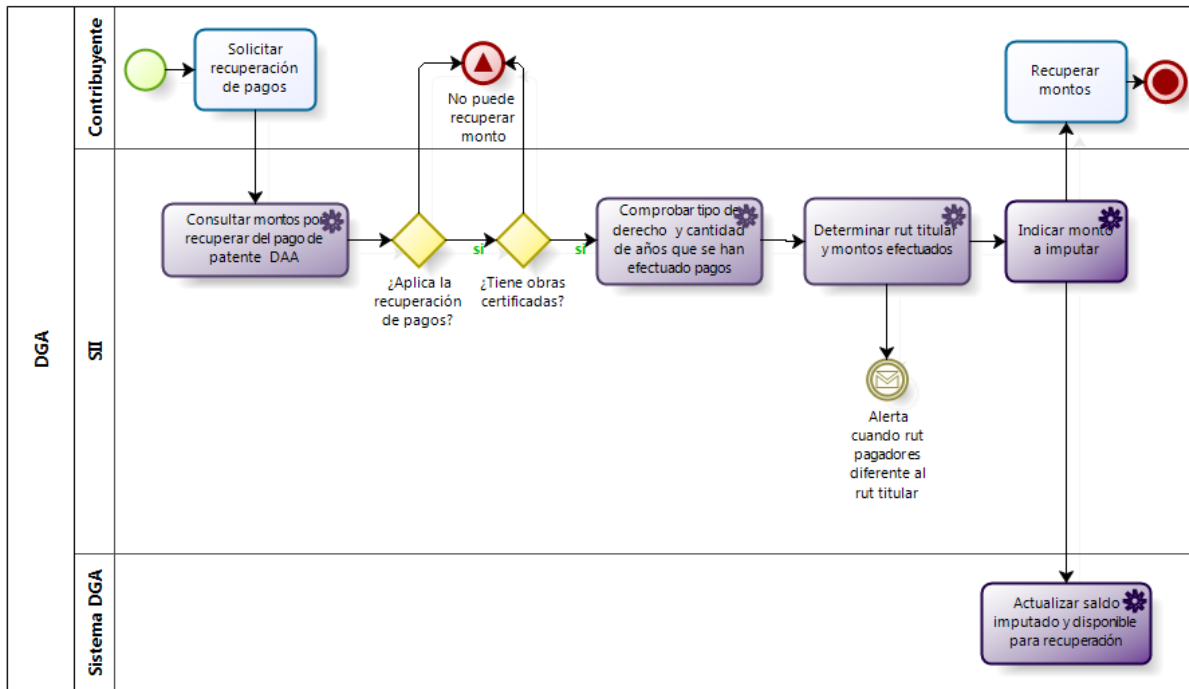 DGA
Contribuyente
Solicitar
recuperación
de pagos
No puede
recuperar
monto
Recuperar
montos
SII
Consultar montos por
recuperar del pago de
patente DAA
¿Aplica la
recuperación
de pagos?
si
¿Tiene obras
certificadas?
si
Comprobar tipo de
derecho y cantidad
de años que se han
efectuado pagos
Determinar rut titular
y montos efectuados
Indicar monto
a imputar
Alerta
cuando rut
pagadores
diferente al
rut titular
Sistema DGA
Actualizar saldo
imputado y disponible
para recuperación